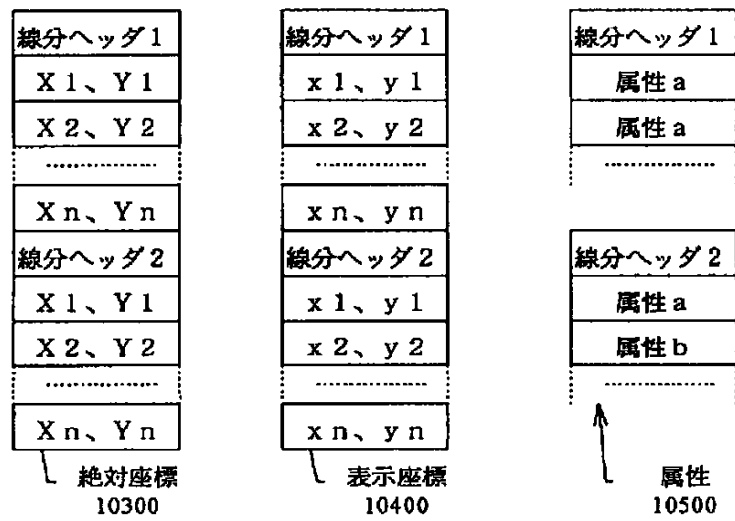 線分ヘッダ1
X1、Y1
X2、Y2
..............
Xn、Yn
線分ヘッダ2
X1、Y1
X2、Y2
..............
Xn、Yn
絶対座標
10300
線分ヘッダ1
x1、y1
x2、y2
..............
xn、yn
線分ヘッダ2
x1、y1
x2、y2
..............
xn、yn
表示座標
10400
線分ヘッダ1
属性a
属性a
..............
線分ヘッダ2
属性a
属性b
..............
属性
10500